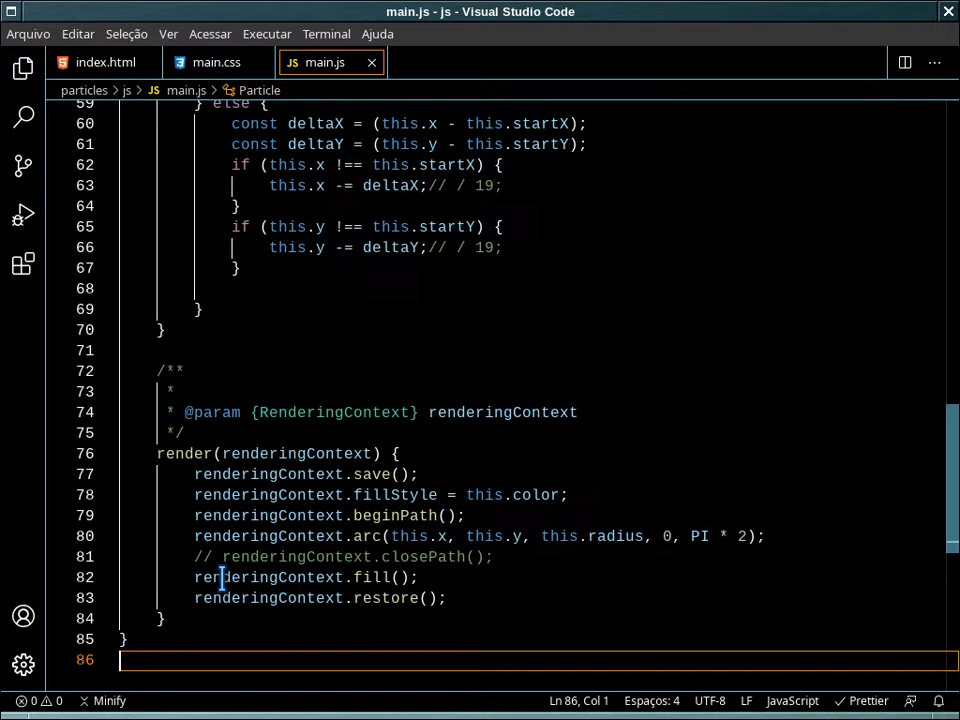 main.js - js - Visual Studio Code
Arquivo Editar Seleção Ver Acessar Executar Terminal Ajuda
index.html main.css JS main.js
particles > js > JS main.js > Particle
59 } else {
60 const deltaX = (this.x - this.startX);
61 const deltaY = (this.y - this.startY);
62 if (this.x !== this.startX) {
63 this.x -= deltaX;// / 19;
64 }
65 if (this.y !== this.startY) {
66 this.y -= deltaY;// / 19;
67 }
68
69 }
70 }
71
72 /**
73 *
74 * @param {RenderingContext} renderingContext
75 */
76 render(renderingContext) {
77 renderingContext.save();
78 renderingContext.fillStyle = this.color;
79 renderingContext.beginPath();
80 renderingContext.arc(this.x, this.y, this.radius, 0, PI * 2);
81 // renderingContext.closePath();
82 renderingContext.fill();
83 renderingContext.restore();
84 }
85 }
86
0 0 Minify Ln 86, Col 1 Espaços: 4 UTF-8 LF JavaScript Prettier